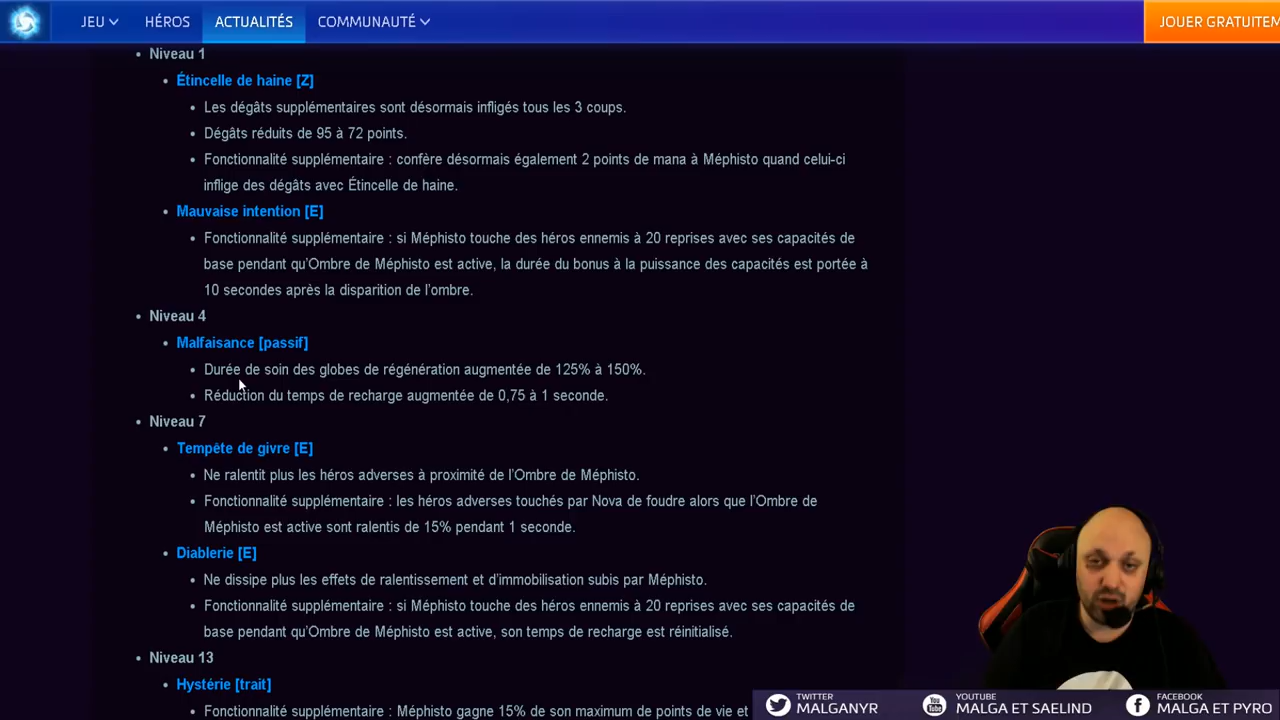 JEU HÉROS ACTUALITÉS COMMUNAUTÉ JOUER GRATUITEM
• Niveau 1
• Étincelle de haine [Z]
• Les dégâts supplémentaires sont désormais infligés tous les 3 coups.
• Dégâts réduits de 95 à 72 points.
• Fonctionnalité supplémentaire : confère désormais également 2 points de mana à Méphisto quand celui-ci
inflige des dégâts avec Étincelle de haine.
• Mauvaise intention [E]
• Fonctionnalité supplémentaire : si Méphisto touche des héros ennemis à 20 reprises avec ses capacités de
base pendant qu'Ombre de Méphisto est active, la durée du bonus à la puissance des capacités est portée à
10 secondes après la disparition de l'ombre.
• Niveau 4
• Malfaisance [passif]
• Durée de soin des globes de régénération augmentée de 125% à 150%.
• Réduction du temps de recharge augmentée de 0,75 à 1 seconde.
• Niveau 7
• Tempête de givre [E]
• Ne ralentit plus les héros adverses à proximité de l'Ombre de Méphisto.
• Fonctionnalité supplémentaire : les héros adverses touchés par Nova de foudre alors que l'Ombre de
Méphisto est active sont ralentis de 15% pendant 1 seconde.
• Diablerie [E]
• Ne dissipe plus les effets de ralentissement et d'immobilisation subis par Méphisto.
• Fonctionnalité supplémentaire : si Méphisto touche des héros ennemis à 20 reprises avec ses capacités de
base pendant qu'Ombre de Méphisto est active, son temps de recharge est réinitialisé.
• Niveau 13
• Hystérie [trait]
• Fonctionnalité supplémentaire : Méphisto gagne 15% de son maximum de points de vie et
TWITTER
MALGANYR
YOUTUBE
MALGA ET SAELIND
FACEBOOK
MALGA ET PYRO